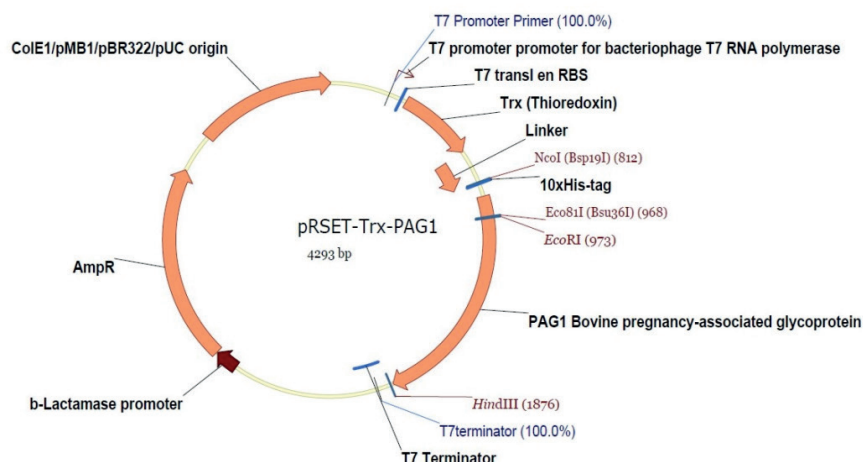 T7 Promoter Primer (100.0%)
ColE1/pMB1/pBR322/pUC origin
T7 promoter promoter for bacteriophage T7 RNA polymerase
T7 transl en RBS
Trx (Thioredoxin)
Linker
NcoI (Bsp19I) (812)
10xHis-tag
Eco81I (Bsu36I) (968)
EcoRI (973)
pRSET-Trx-PAG1
4293 bp
AmpR
PAG1 Bovine pregnancy-associated glycoprotein
b-Lactamase promoter
HindIII (1876)
T7terminator (100.0%)
T7 Terminator